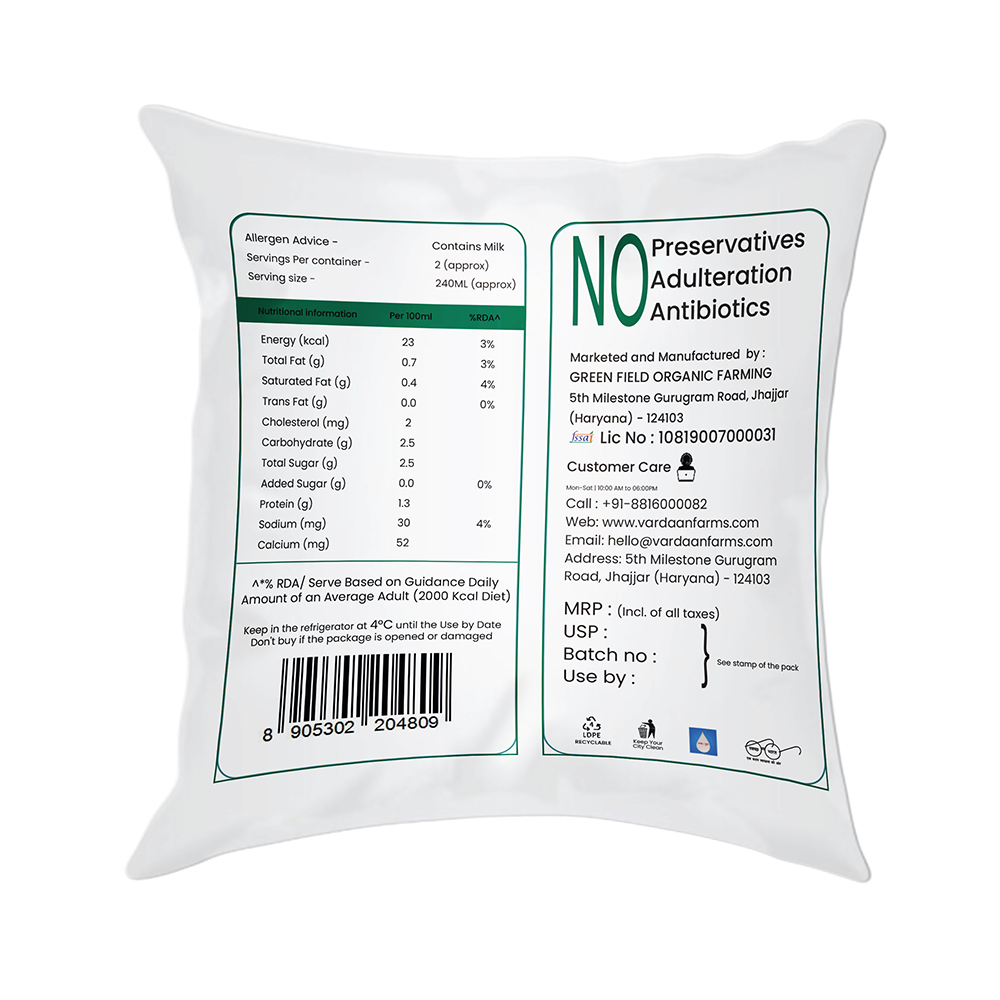 Allergen Advice - Contains Milk
Servings Per container - 2 (approx)
Serving size - 240ML (approx)
Nutritional Information Per 100ml %RDA^
Energy (kcal) 23 3%
Total Fat (g) 0.7 3%
Saturated Fat (g) 0.4 4%
Trans Fat (g) 0.0 0%
Cholesterol (mg) 2
Carbohydrate (g) 2.5
Total Sugar (g) 2.5
Added Sugar (g) 0.0 0%
Protein (g) 1.3
Sodium (mg) 30 4%
Calcium (mg) 52
^*% RDA/ Serve Based on Guidance Daily
Amount of an Average Adult (2000 Kcal Diet)
Keep in the refrigerator at 4°C until the Use by Date
Don't buy if the package is opened or damaged
8 905302 204809
NO Preservatives
Adulteration
Antibiotics
Marketed and Manufactured by :
GREEN FIELD ORGANIC FARMING
5th Milestone Gurugram Road, Jhajjar
(Haryana) - 124103
fssai Lic No : 10819007000031
Customer Care
Mon-Sat | 10:00 AM to 06:00PM
Call : +91-8816000082
Web: www.vardaanfarms.com
Email: hello@vardaanfarms.com
Address: 5th Milestone Gurugram
Road, Jhajjar (Haryana) - 124103
MRP : (Incl. of all taxes)
USP :
Batch no :
Use by :
See stamp of the pack
4
LDPE
RECYCLABLE
Keep Your
City Clean
स्वच्छ भारत
एक कदम स्वच्छता की ओर